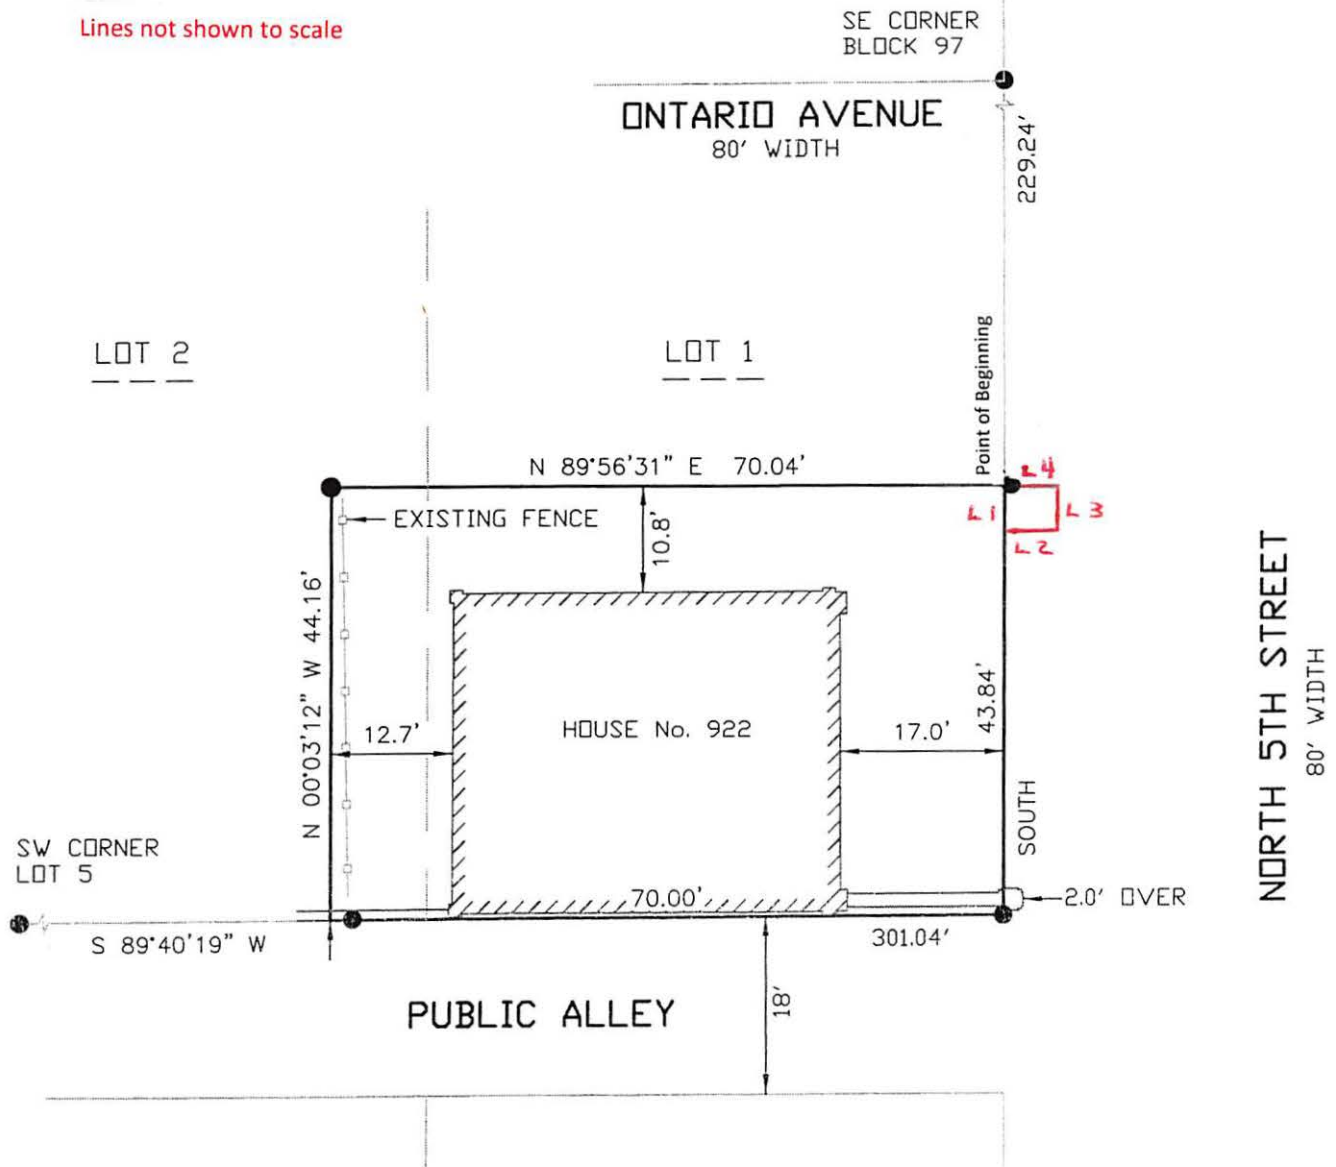 Lines not shown to scale
SE CORNER
BLOCK 97
ONTARIO AVENUE
80' WIDTH
229.24'
LOT 2
LOT 1
Point of Beginning
N 89°56'31" E 70.04'
L4
L1
L3
L2
EXISTING FENCE
10.8'
N 00°03'12" W 44.16'
12.7'
HOUSE No. 922
17.0'
43.84'
SOUTH
NORTH 5TH STREET
80' WIDTH
SW CORNER
LOT 5
70.00'
2.0' OVER
S 89°40'19" W
301.04'
PUBLIC ALLEY
18'